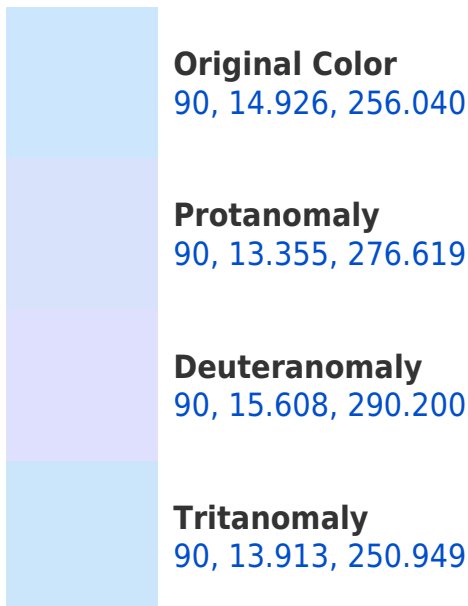 Original Color
90, 14.926, 256.040
Protanomaly
90, 13.355, 276.619
Deuteranomaly
90, 15.608, 290.200
Tritanomaly
90, 13.913, 250.949